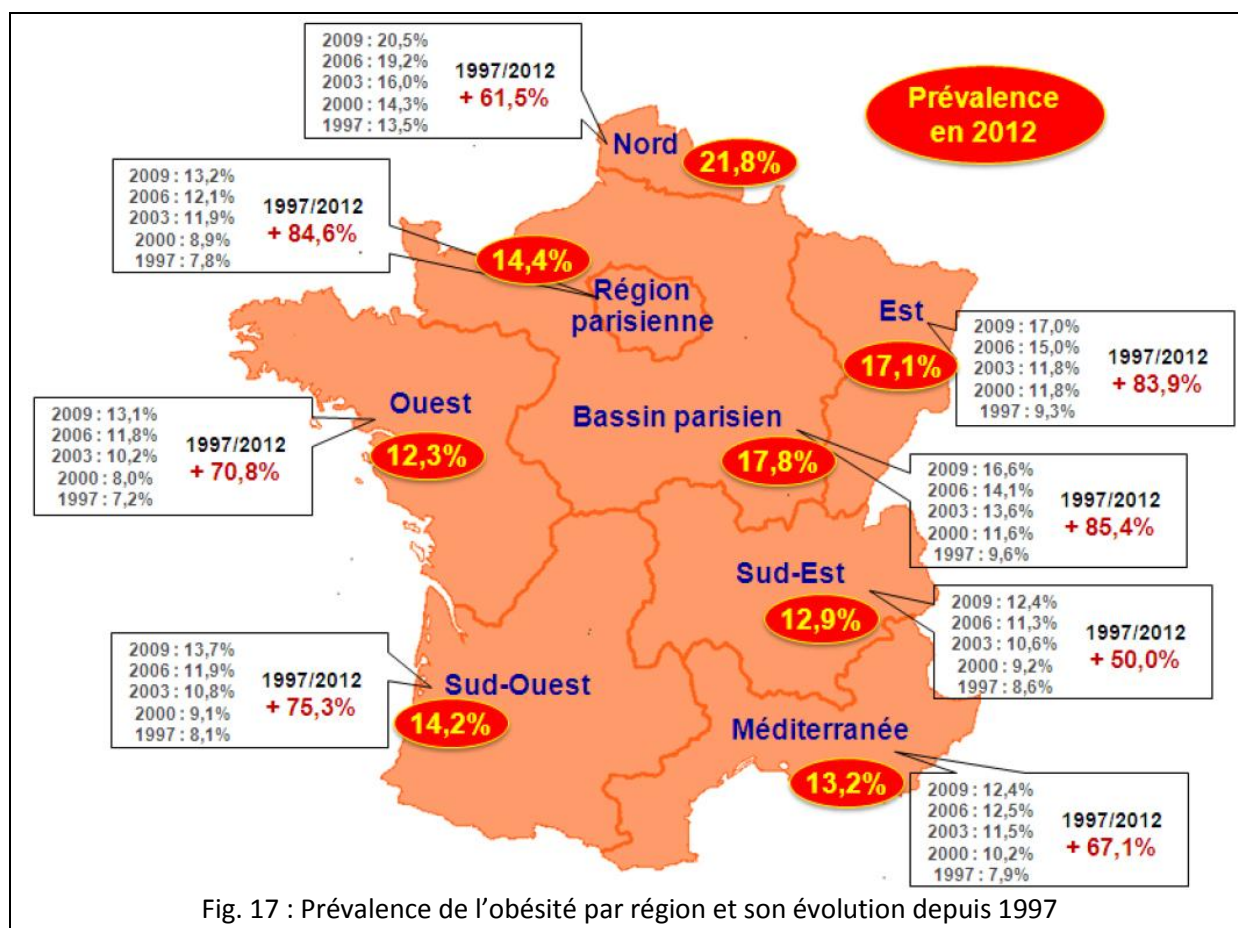 2009 : 20,5%
2006 : 19,2%
2003 : 16,0%
2000 : 14,3%
1997 : 13,5%
1997/2012
+ 61,5%
Prévalence
en 2012
Nord
21,8%
2009 : 13,2%
2006 : 12,1%
2003 : 11,9%
2000 : 8,9%
1997 : 7,8%
1997/2012
+ 84,6%
14,4%
Région
parisienne
Est
17,1%
2009 : 17,0%
2006 : 15,0%
2003 : 11,8%
2000 : 11,8%
1997 : 9,3%
1997/2012
+ 83,9%
2009 : 13,1%
2006 : 11,8%
2003 : 10,2%
2000 : 8,0%
1997 : 7,2%
1997/2012
+ 70,8%
Ouest
12,3%
Bassin parisien
17,8%
2009 : 16,6%
2006 : 14,1%
2003 : 13,6%
2000 : 11,6%
1997 : 9,6%
1997/2012
+ 85,4%
Sud-Est
12,9%
2009 : 12,4%
2006 : 11,3%
2003 : 10,6%
2000 : 9,2%
1997 : 8,6%
1997/2012
+ 50,0%
2009 : 13,7%
2006 : 11,9%
2003 : 10,8%
2000 : 9,1%
1997 : 8,1%
1997/2012
+ 75,3%
Sud-Ouest
14,2%
Méditerranée
13,2%
2009 : 12,4%
2006 : 12,5%
2003 : 11,5%
2000 : 10,2%
1997 : 7,9%
1997/2012
+ 67,1%
Fig. 17 : Prévalence de l’obésité par région et son évolution depuis 1997